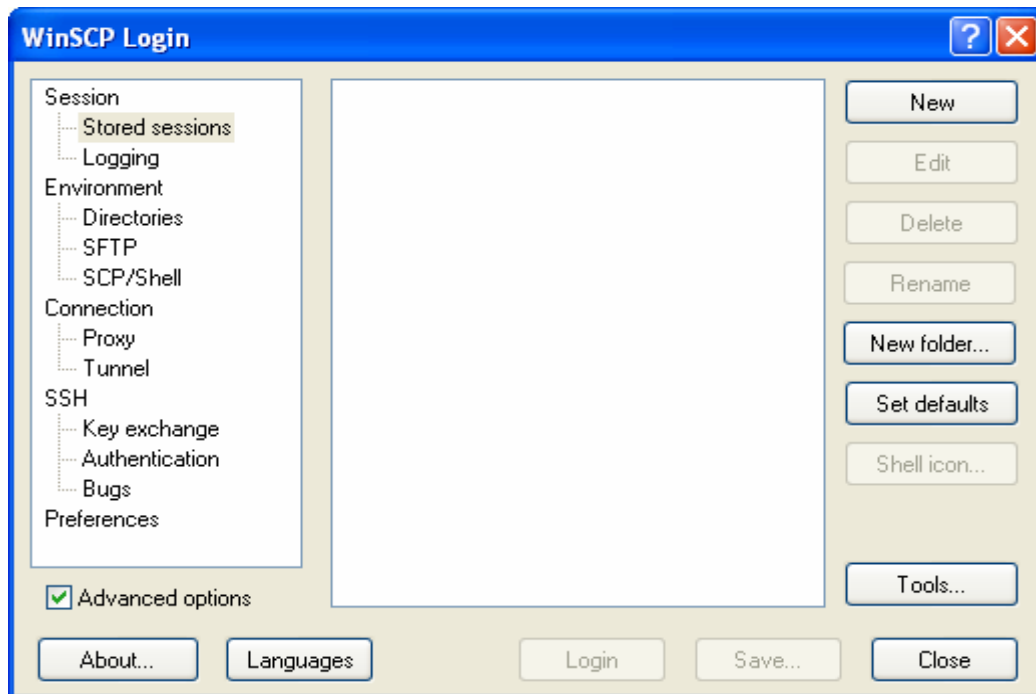 WinSCP Login
Session
Stored sessions
Logging
Environment
Directories
SFTP
SCP/Shell
Connection
Proxy
Tunnel
SSH
Key exchange
Authentication
Bugs
Preferences
Advanced options
New
Edit
Delete
Rename
New folder...
Set defaults
Shell icon...
Tools...
About...
Languages
Login
Save...
Close